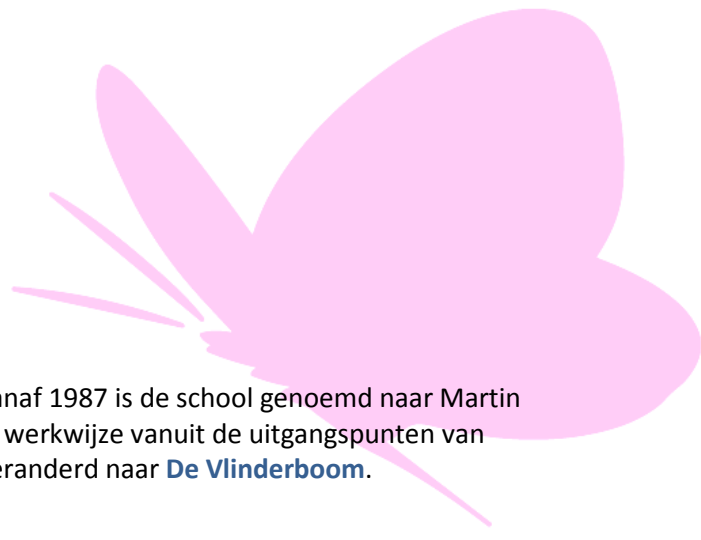 naf 1987 is de school genoemd naar Martin
werkwijze vanuit de uitgangspunten van
eranderd naar De Vlinderboom.